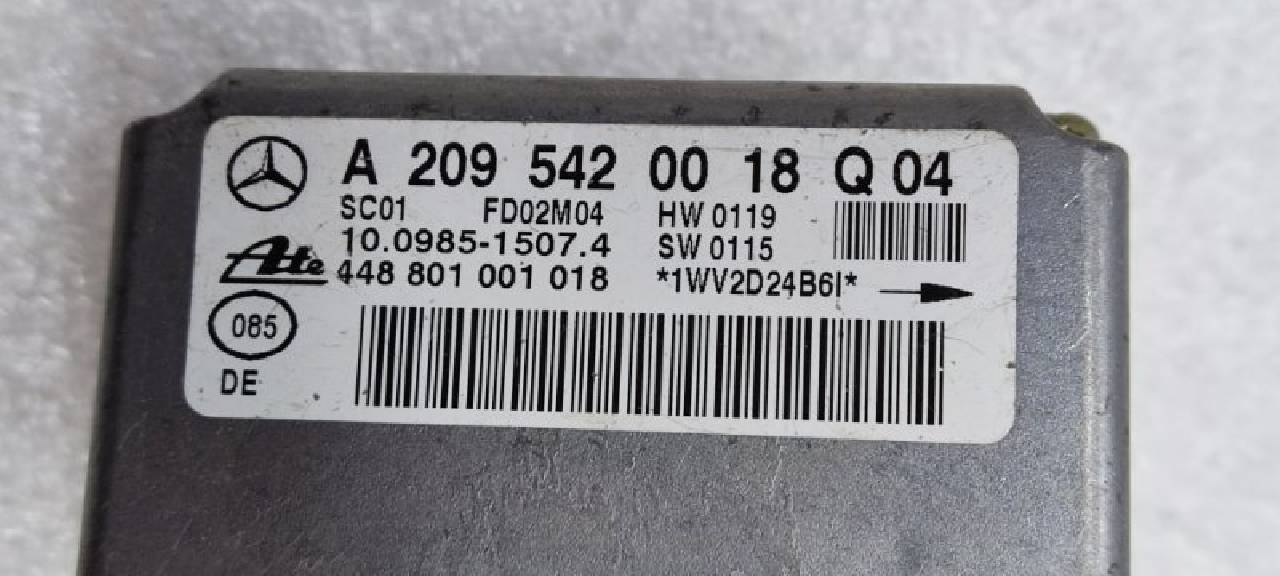 A 209 542 00 18 Q 04
SC01 FD02M04 HW 0119
10.0985-1507.4 SW 0115
Ate 448 801 001 018 *1WV2D24B6I*
085
DE